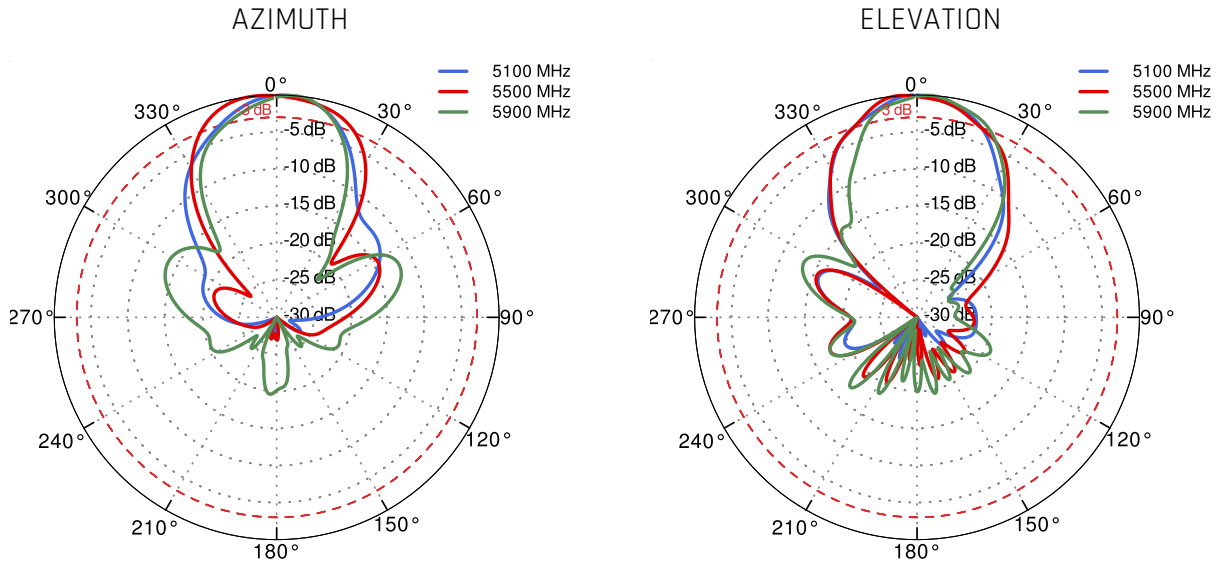 AZIMUTH
5100 MHz
5500 MHz
5900 MHz
0°
30°
60°
90°
120°
150°
180°
210°
240°
270°
300°
330°
3 dB
-5 dB
-10 dB
-15 dB
-20 dB
-25 dB
-30 dB
ELEVATION
5100 MHz
5500 MHz
5900 MHz
0°
30°
60°
90°
120°
150°
180°
210°
240°
270°
300°
330°
3 dB
-5 dB
-10 dB
-15 dB
-20 dB
-25 dB
-30 dB